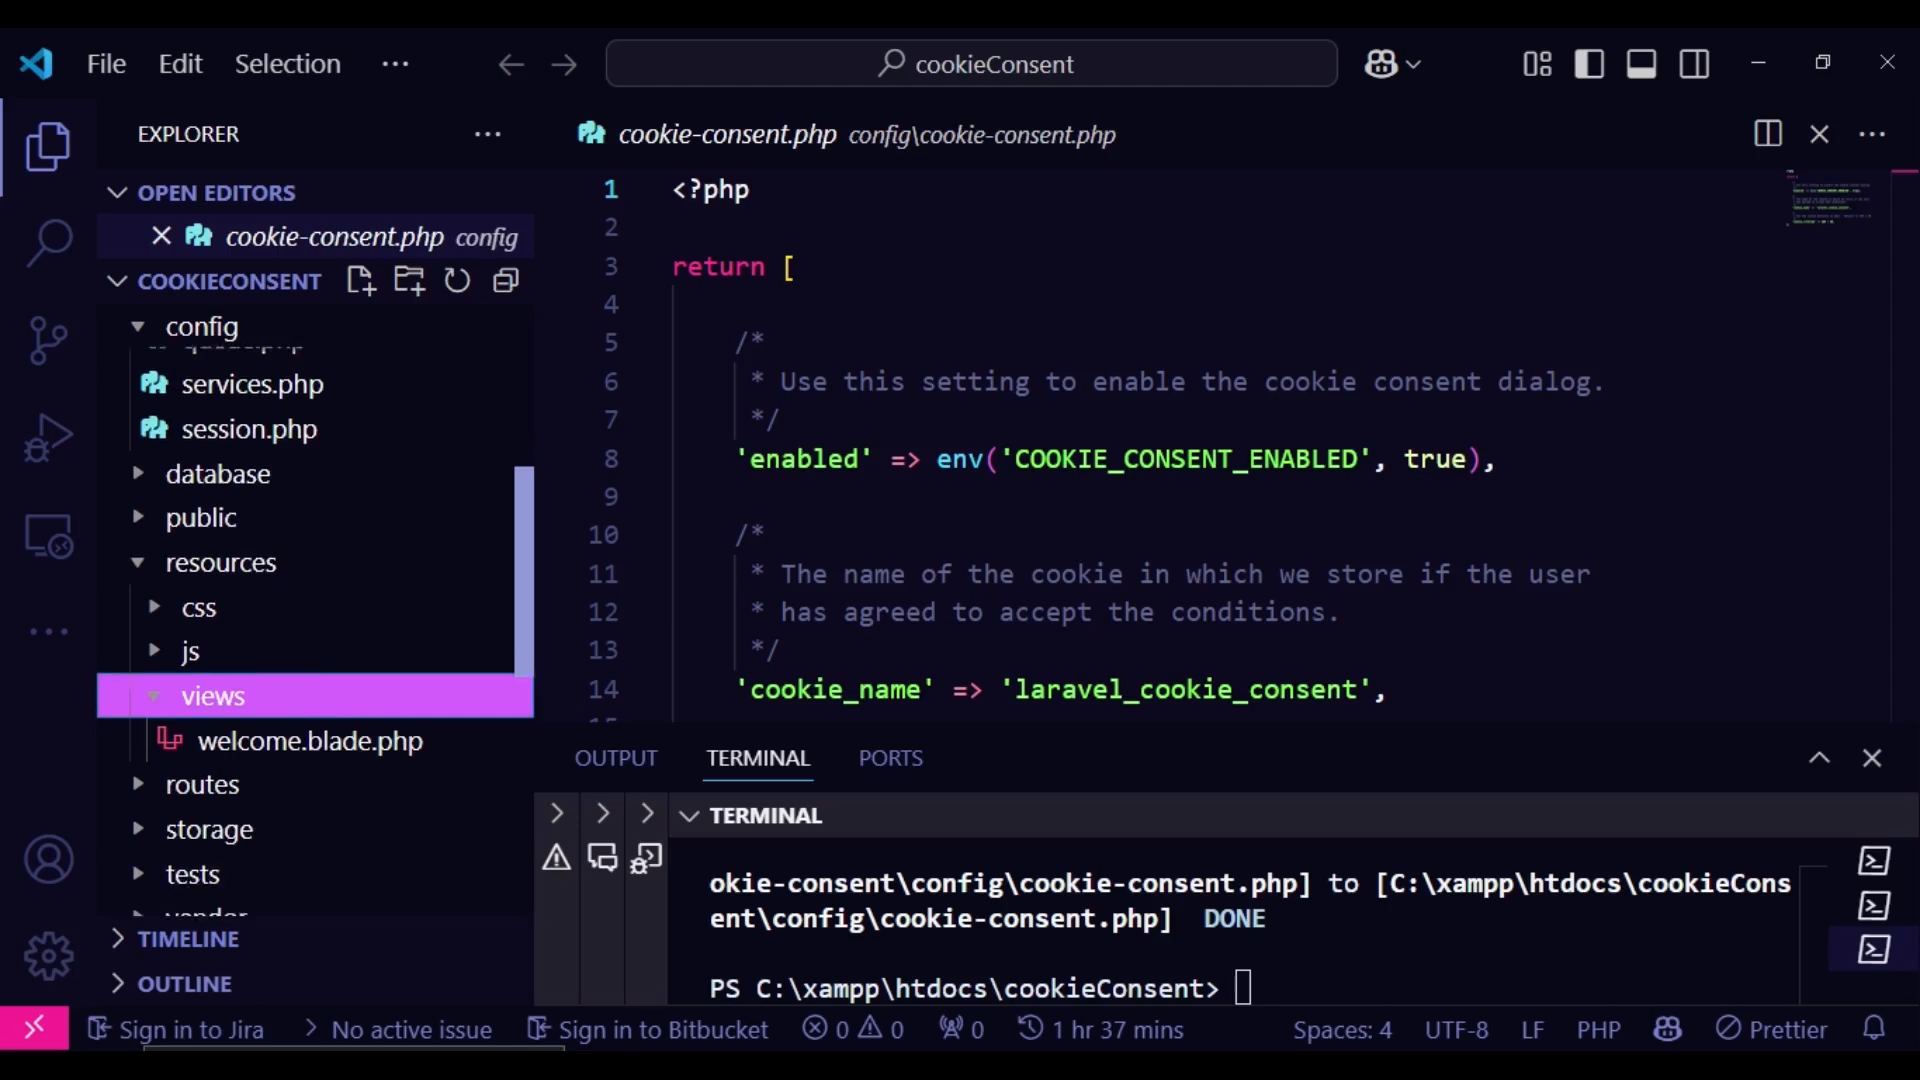 File Edit Selection ···
cookieConsent
EXPLORER
OPEN EDITORS
cookie-consent.php config
COOKIECONSENT
config
services.php
session.php
database
public
resources
css
js
views
welcome.blade.php
routes
storage
tests
TIMELINE
OUTLINE
cookie-consent.php config\cookie-consent.php
1 <?php
2
3 return [
4
5 /*
6 * Use this setting to enable the cookie consent dialog.
7 */
8 'enabled' => env('COOKIE_CONSENT_ENABLED', true),
9
10 /*
11 * The name of the cookie in which we store if the user
12 * has agreed to accept the conditions.
13 */
14 'cookie_name' => 'laravel_cookie_consent',
OUTPUT TERMINAL PORTS
TERMINAL
okie-consent\config\cookie-consent.php] to [C:\xampp\htdocs\cookieCons
ent\config\cookie-consent.php] DONE
PS C:\xampp\htdocs\cookieConsent>
Sign in to Jira No active issue Sign in to Bitbucket 0 0 0 1 hr 37 mins Spaces: 4 UTF-8 LF PHP Prettier